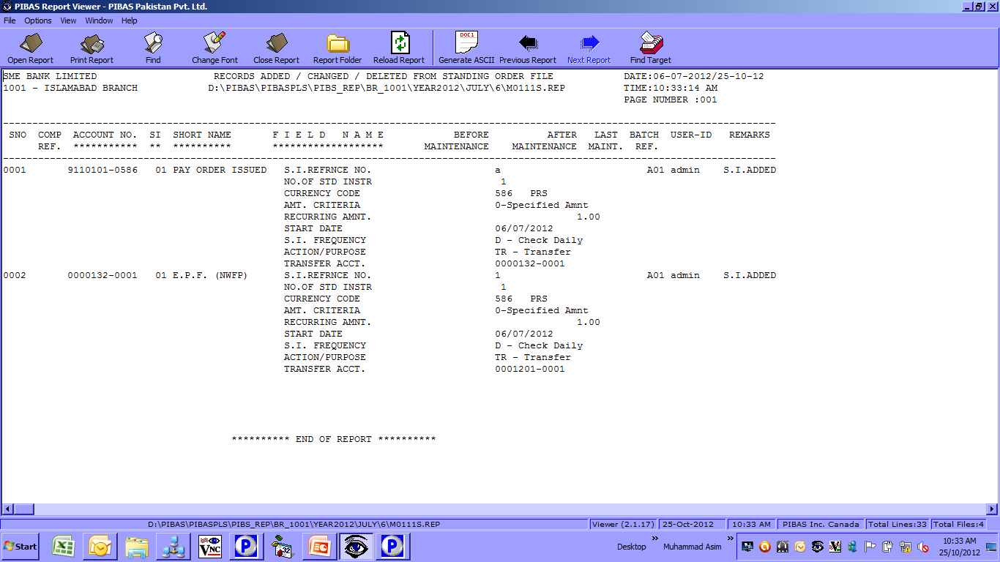 PIBAS Report Viewer - PIBAS Pakistan Pvt. Ltd.
File Options View Window Help
Open Report Print Report Find Change Font Close Report Report Folder Reload Report Generate ASCII Previous Report Next Report Find Target
SME BANK LIMITED RECORDS ADDED / CHANGED / DELETED FROM STANDING ORDER FILE DATE:06-07-2012/25-10-12
1001 - ISLAMABAD BRANCH D:\PIBAS\PIBASPLS\PIBS_REP\BR_1001\YEAR2012\JULY\6\M0111S.REP TIME:10:33:14 AM
PAGE NUMBER :001
------------------------------------------------------------------------------------------------------------------------------------
SNO COMP ACCOUNT NO. SI SHORT NAME F I E L D N A M E BEFORE AFTER LAST BATCH USER-ID REMARKS
REF. *********** ** ********** ******************* MAINTENANCE MAINTENANCE MAINT. REF.
------------------------------------------------------------------------------------------------------------------------------------
0001 9110101-0586 01 PAY ORDER ISSUED S.I.REFRNCE NO. a A01 admin S.I.ADDED
NO.OF STD INSTR 1
CURRENCY CODE 586 PRS
AMT. CRITERIA 0-Specified Amnt
RECURRING AMNT. 1.00
START DATE 06/07/2012
S.I. FREQUENCY D - Check Daily
ACTION/PURPOSE TR - Transfer
TRANSFER ACCT. 0000132-0001
0002 0000132-0001 01 E.P.F. (NWFP) S.I.REFRNCE NO. 1 A01 admin S.I.ADDED
NO.OF STD INSTR 1
CURRENCY CODE 586 PRS
AMT. CRITERIA 0-Specified Amnt
RECURRING AMNT. 1.00
START DATE 06/07/2012
S.I. FREQUENCY D - Check Daily
ACTION/PURPOSE TR - Transfer
TRANSFER ACCT. 0001201-0001
********** END OF REPORT **********
D:\PIBAS\PIBASPLS\PIBS_REP\BR_1001\YEAR2012\JULY\6\M0111S.REP Viewer (2.1.17) 25-Oct-2012 10:33 AM PIBAS Inc. Canada Total Lines:33 Total Files:4
Start Desktop » Muhammad Asim » 10:33 AM
25/10/2012